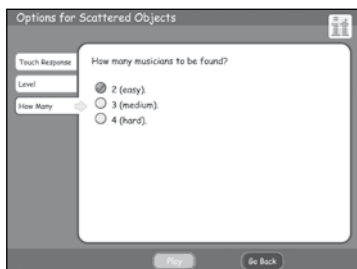 Options for Scattered Objects
Touch Response
Level
How Many
How many musicians to be found?
2 (easy).
3 (medium).
4 (hard).
Play
Go Back